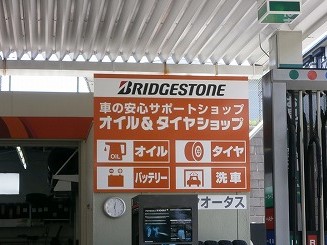 BRIDGESTONE
車の安心サポートショップ
オイル&タイヤショップ
OIL オイル
タイヤ
バッテリー
洗車
オータス